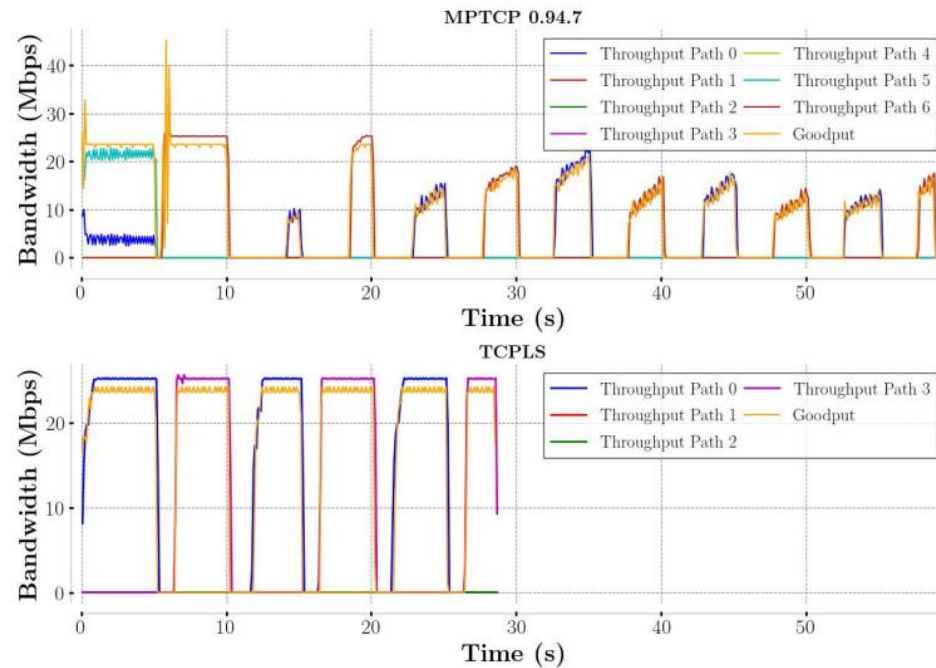 MPTCP 0.94.7
Bandwidth (Mbps)
40
30
20
10
0
Throughput Path 0
Throughput Path 4
Throughput Path 1
Throughput Path 5
Throughput Path 2
Throughput Path 6
Throughput Path 3
Goodput
0
10
20
30
40
50
Time (s)
TCPLS
Bandwidth (Mbps)
20
10
0
Throughput Path 0
Throughput Path 3
Throughput Path 1
Goodput
Throughput Path 2
0
10
20
30
40
50
Time (s)